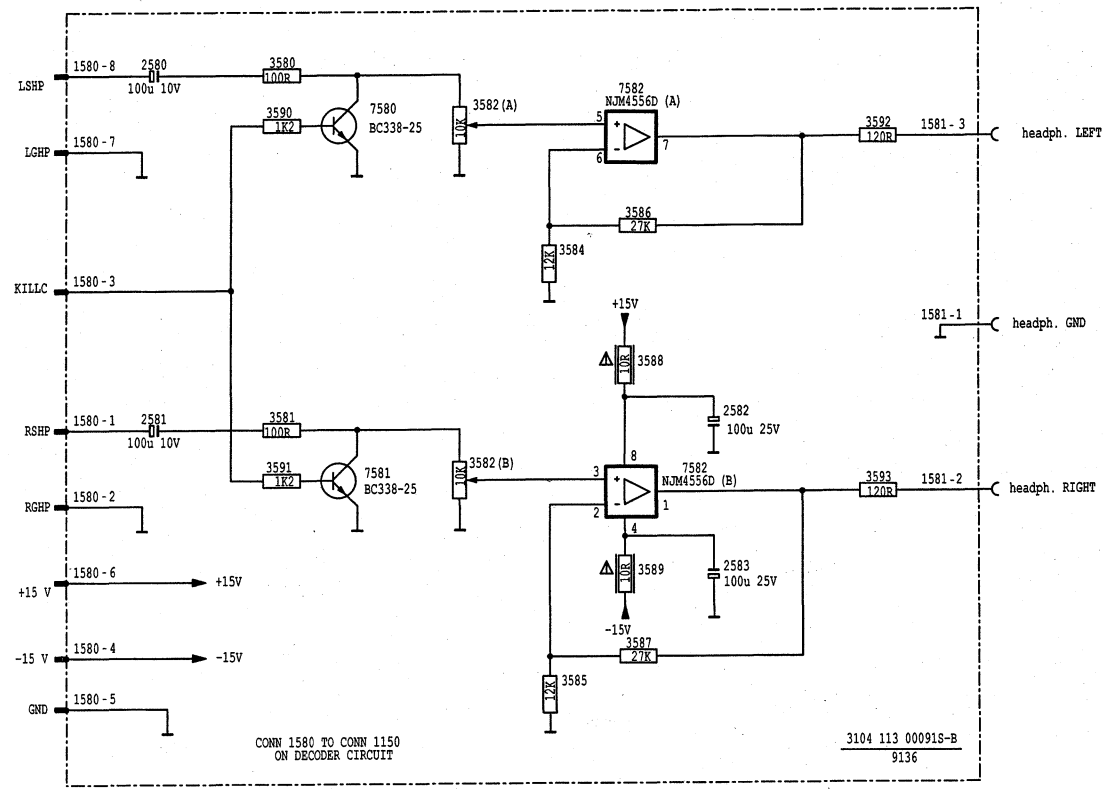 1580-8
2580
3580
LSHP
100u 10V
100R
3590
1K2
7580
BC338-25
3582(A)
10K
7582
NJM4556D (A)
5
+
-
6
7
3592
120R
1581-3
headph. LEFT
LGHP
1580-7
3586
27K
3584
12K
KILLC
1580-3
+15V
1581-1
headph. GND
3588
10R
1580-1
2581
3581
RSHP
100u 10V
100R
2582
100u 25V
3591
1K2
7581
BC338-25
3582(B)
10K
8
7582
NJM4556D (B)
3
+
-
2
1
4
3593
120R
1581-2
headph. RIGHT
1580-2
RGHP
3589
10R
2583
100u 25V
-15V
1580-6
+15 V
+15V
3587
27K
1580-4
-15 V
-15V
3585
12K
1580-5
GND
CONN 1580 TO CONN 1150
ON DECODER CIRCUIT
3104 113 00091S-B
9136